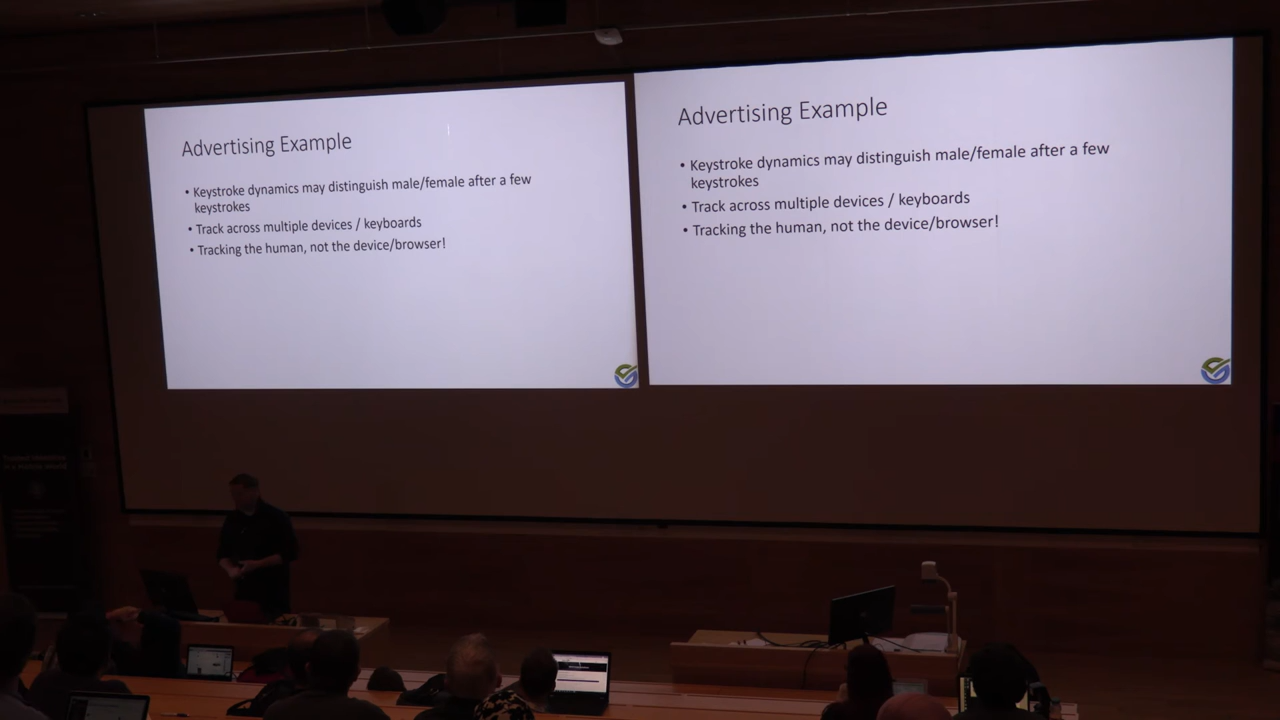 Advertising Example
• Keystroke dynamics may distinguish male/female after a few
keystrokes
• Track across multiple devices / keyboards
• Tracking the human, not the device/browser!
Advertising Example
• Keystroke dynamics may distinguish male/female after a few
keystrokes
• Track across multiple devices / keyboards
• Tracking the human, not the device/browser!